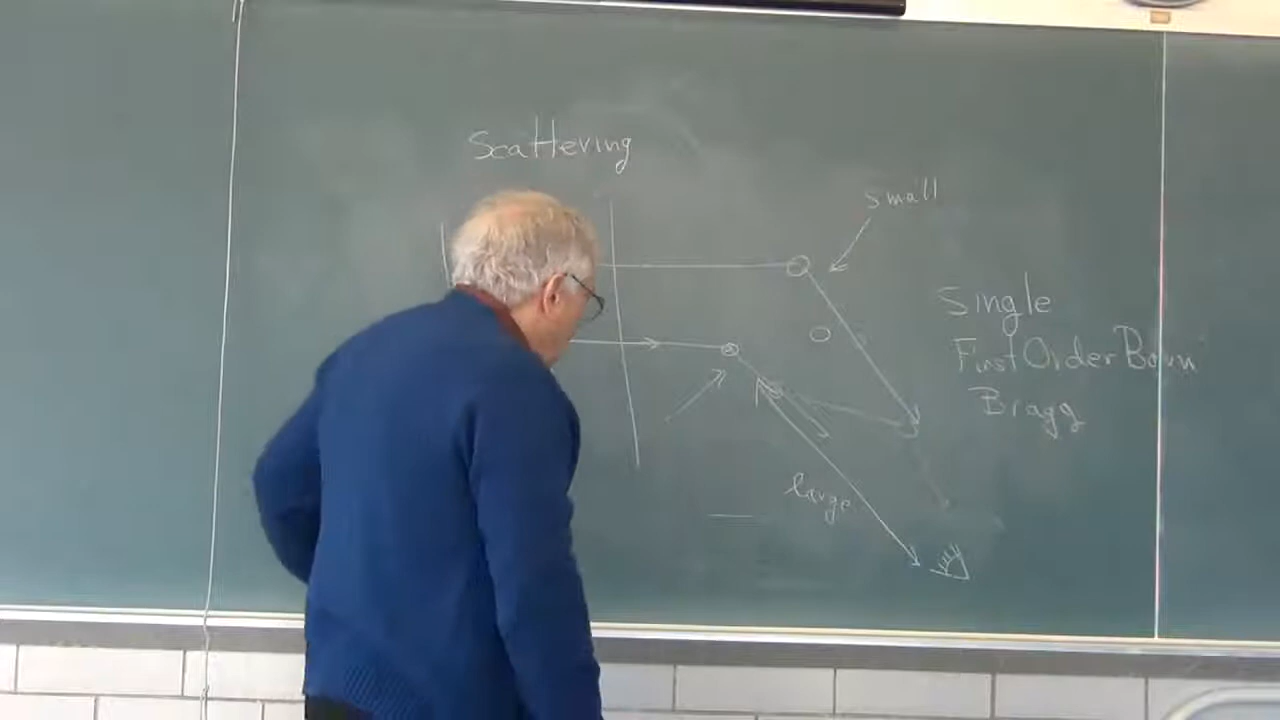 Scattering
small
Single
First Order Born
Bragg
large